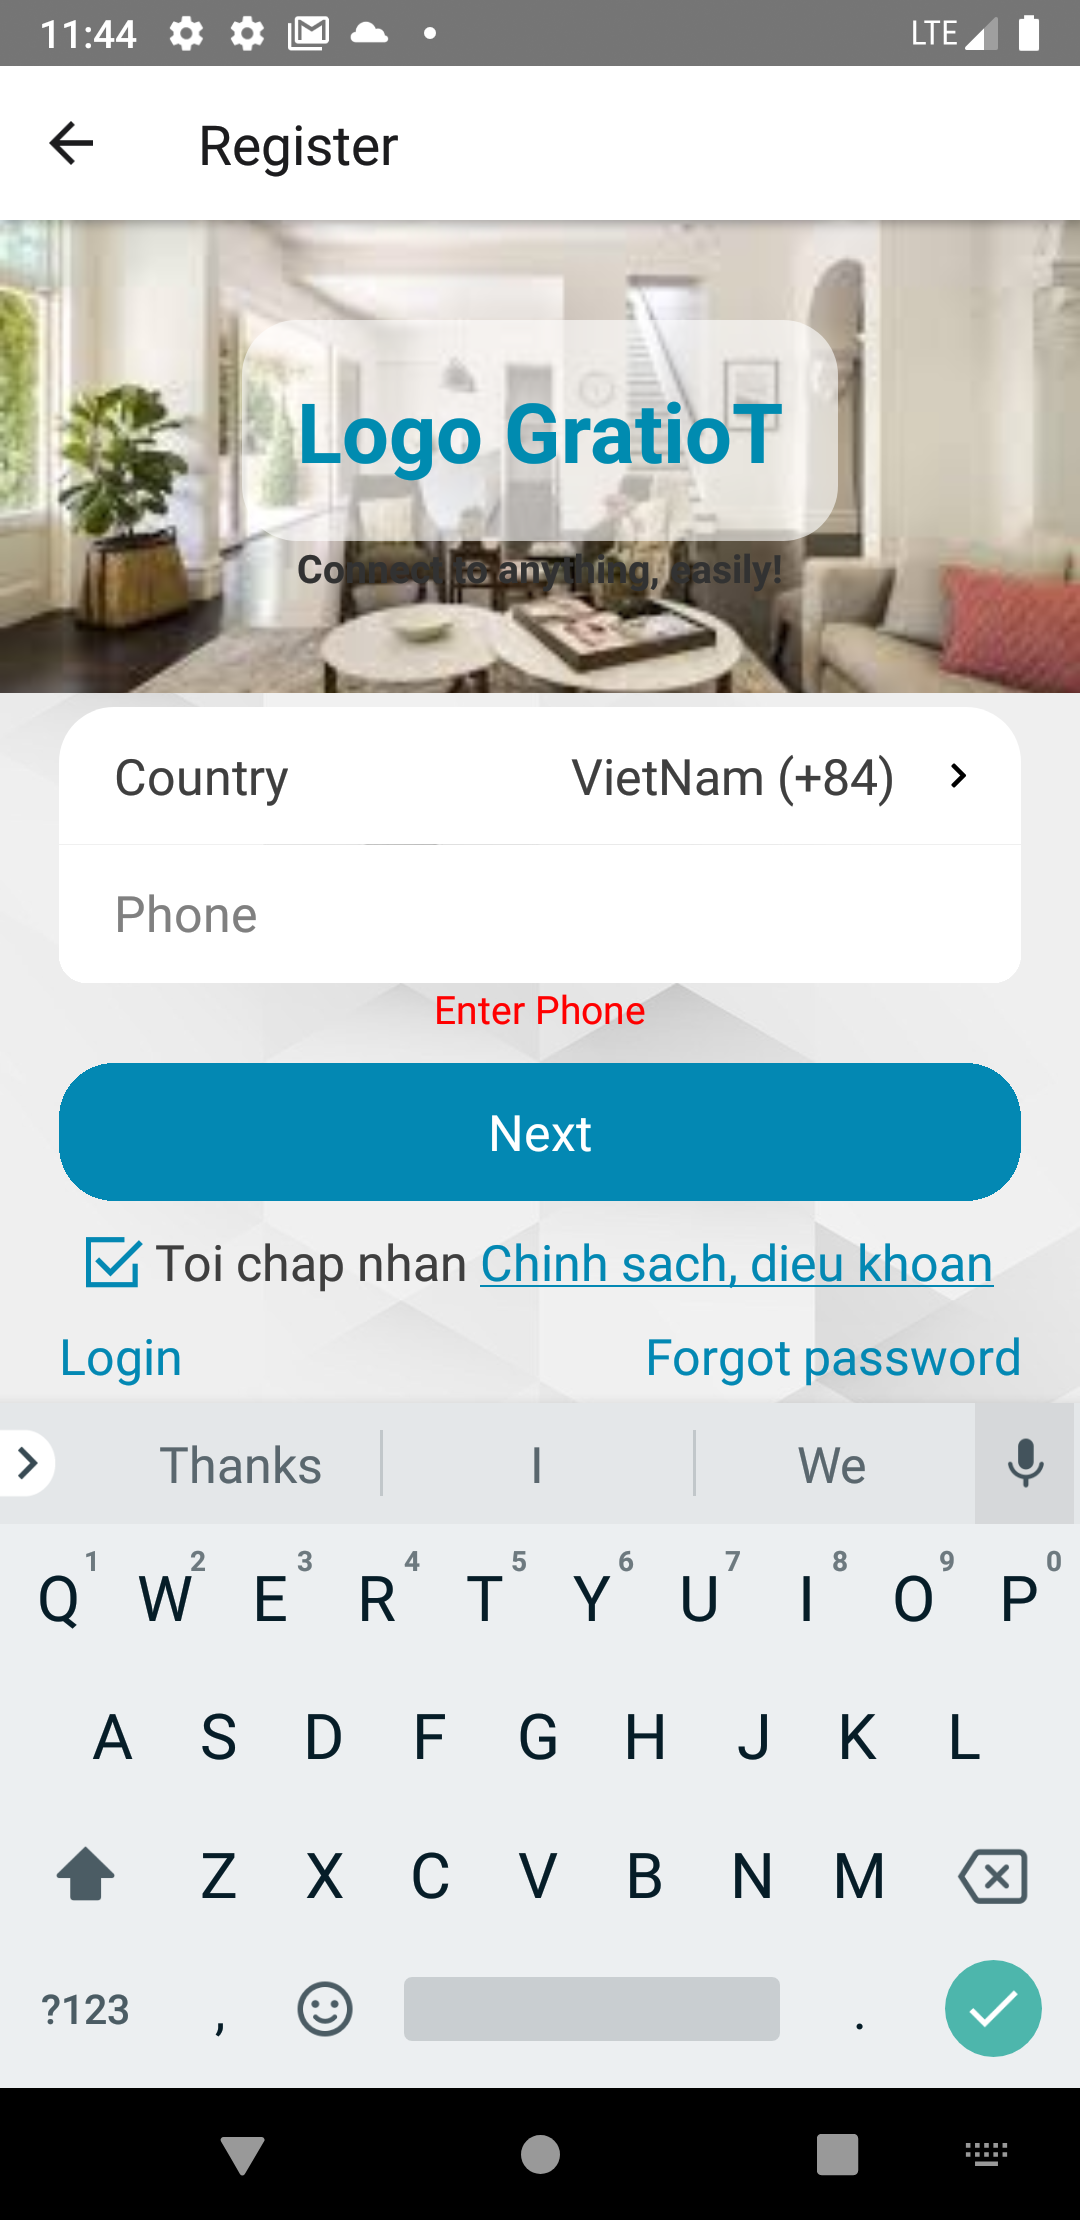 11:44 LTE
Register
Logo GratioT
Connect to anything, easily!
Country VietNam (+84)
Phone
Enter Phone
Next
Toi chap nhan Chinh sach, dieu khoan
Login Forgot password
Thanks I We
1 2 3 4 5 6 7 8 9 0
Q W E R T Y U I O P
A S D F G H J K L
Z X C V B N M
?123 , .